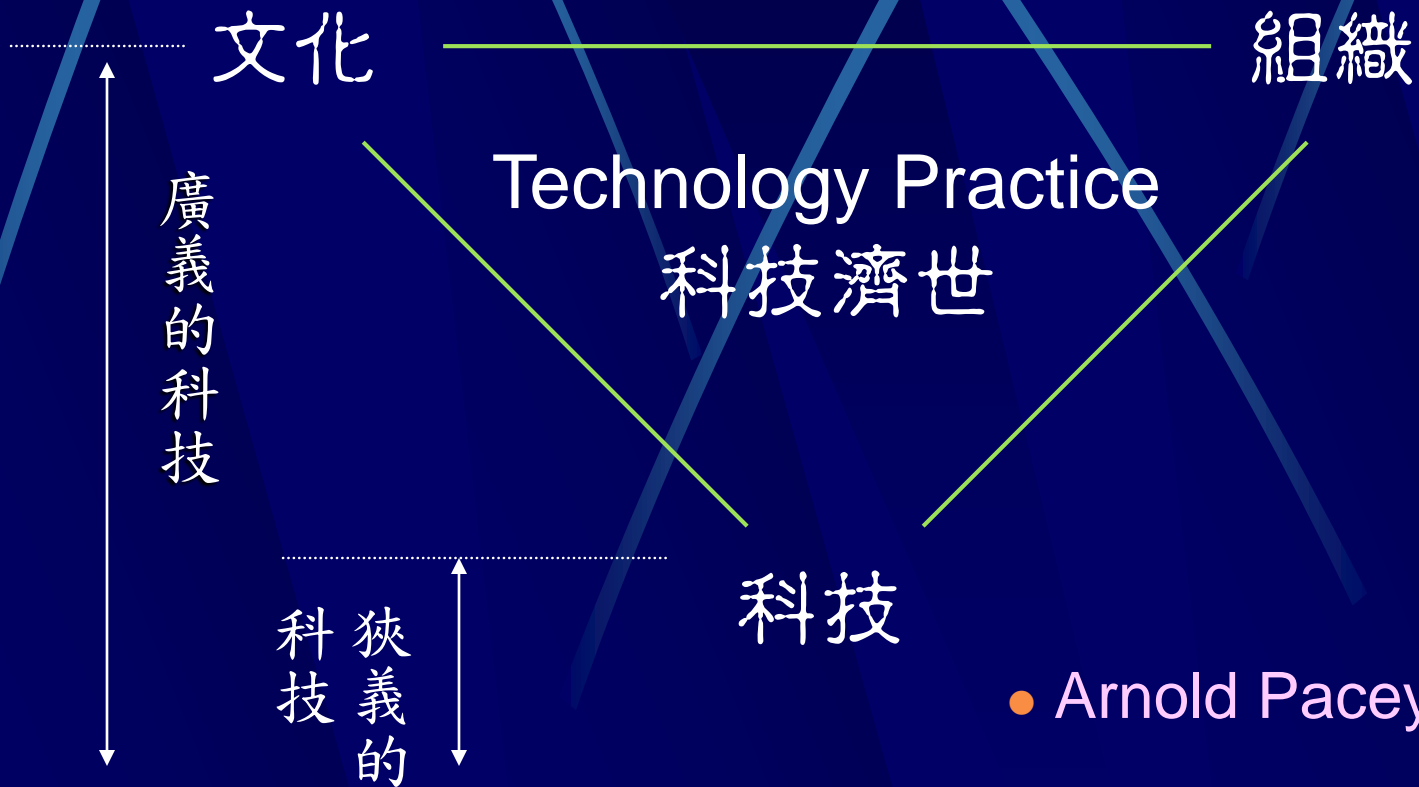 文化 組織
Technology Practice
科技濟世
廣義的科技
科技
狹義的
科技
• Arnold Pacey